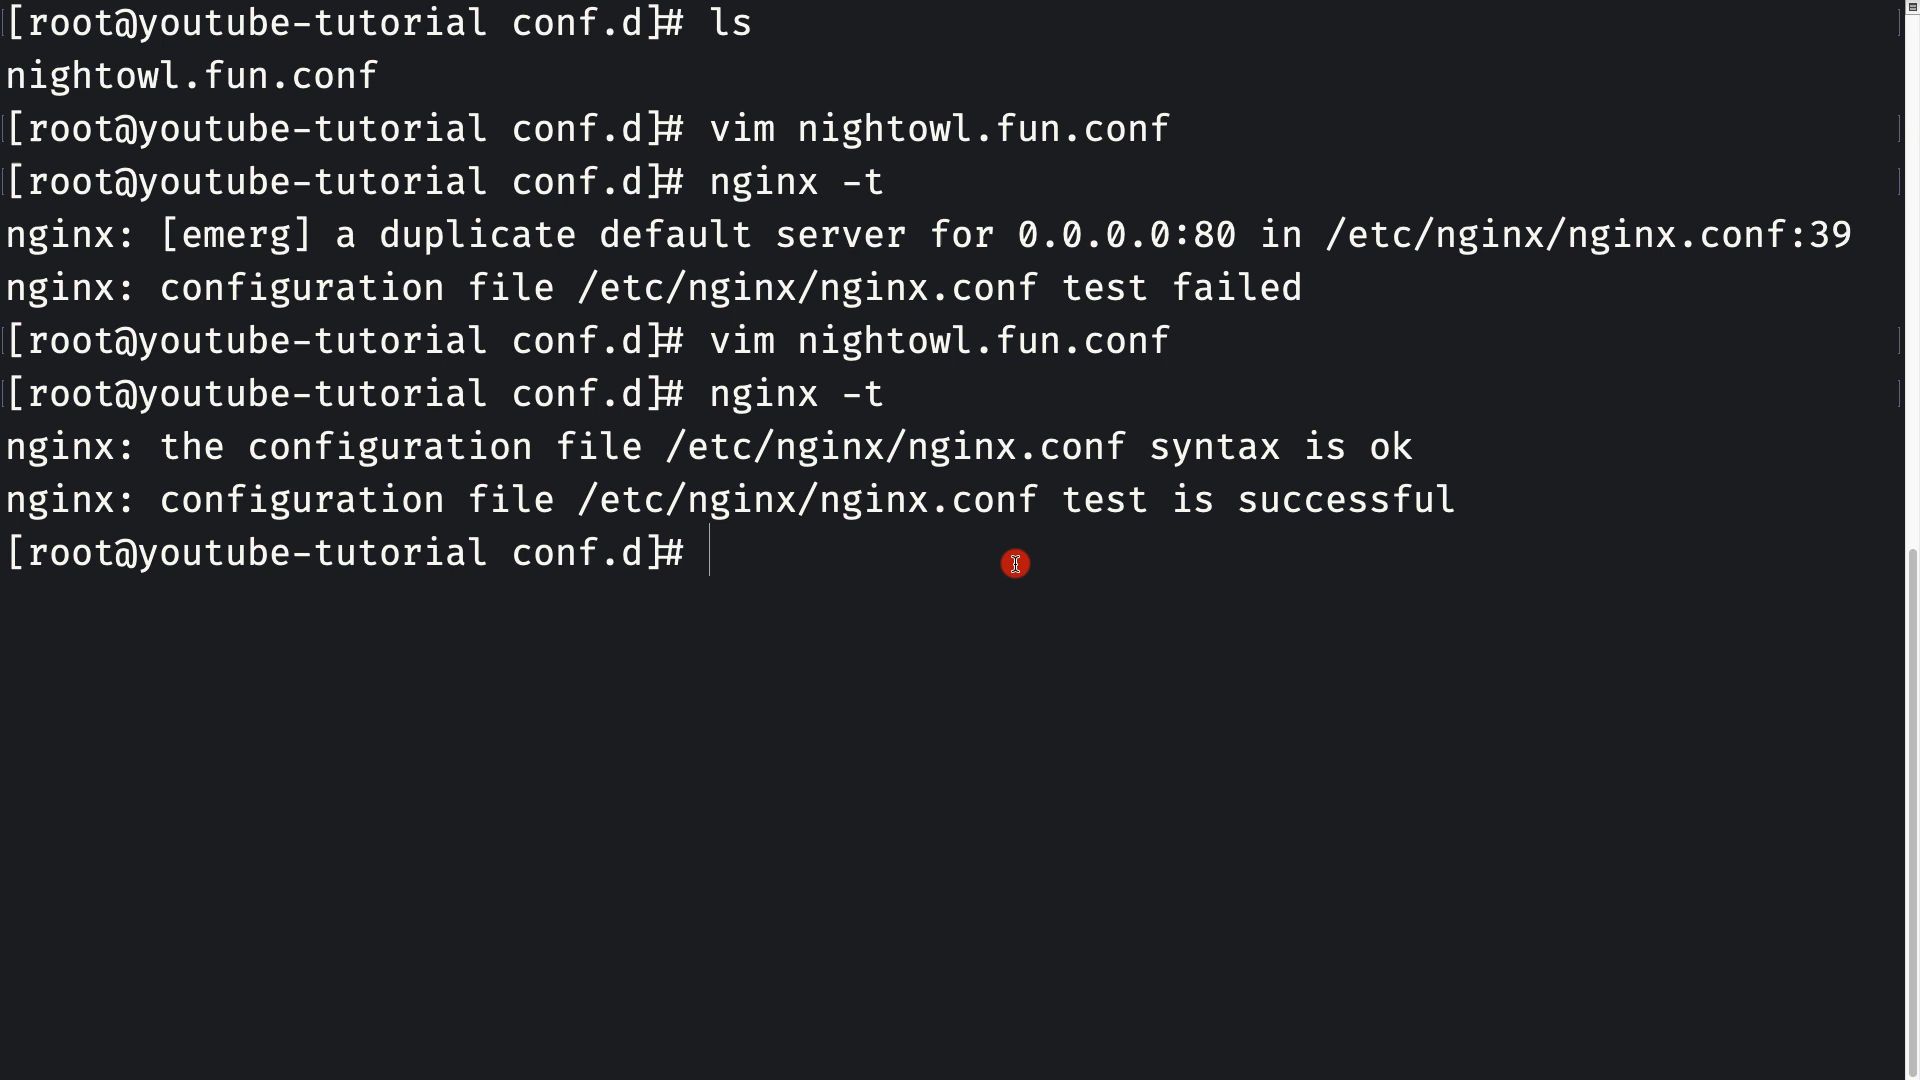 [root@youtube-tutorial conf.d]# ls
nightowl.fun.conf
[root@youtube-tutorial conf.d]# vim nightowl.fun.conf
[root@youtube-tutorial conf.d]# nginx -t
nginx: [emerg] a duplicate default server for 0.0.0.0:80 in /etc/nginx/nginx.conf:39
nginx: configuration file /etc/nginx/nginx.conf test failed
[root@youtube-tutorial conf.d]# vim nightowl.fun.conf
[root@youtube-tutorial conf.d]# nginx -t
nginx: the configuration file /etc/nginx/nginx.conf syntax is ok
nginx: configuration file /etc/nginx/nginx.conf test is successful
[root@youtube-tutorial conf.d]#